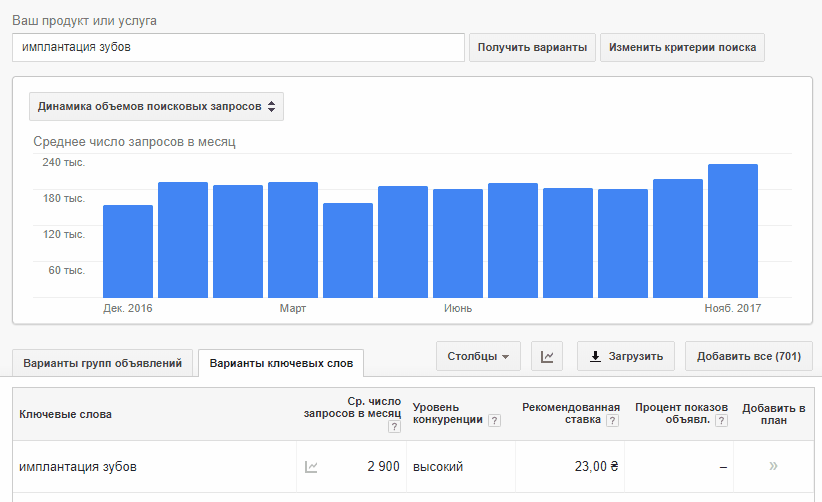 Ваш продукт или услуга
имплантация зубов
Получить варианты
Изменить критерии поиска
Динамика объемов поисковых запросов
Среднее число запросов в месяц
240 тыс.
180 тыс.
120 тыс.
60 тыс.
Дек. 2016 Март Июнь Нояб. 2017
Варианты групп объявлений
Варианты ключевых слов
Столбцы
Загрузить
Добавить все (701)
Ключевые слова
Ср. число
запросов в месяц
?
Уровень
конкуренции ?
Рекомендованная
ставка ?
Процент показов
объявл. ?
Добавить в
план
имплантация зубов 2 900 высокий 23,00 ₴ – »